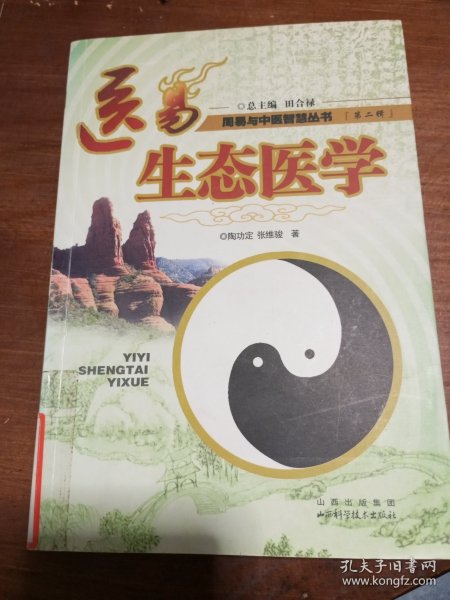 医易
◎总主编 田合禄
周易与中医智慧丛书「第二辑」
生态医学
◎陶功定 张维骏 著
YIYI
SHENGTAI
YIXUE
山西出版集团
山西科学技术出版社
孔夫子旧书网
www.kongfz.com